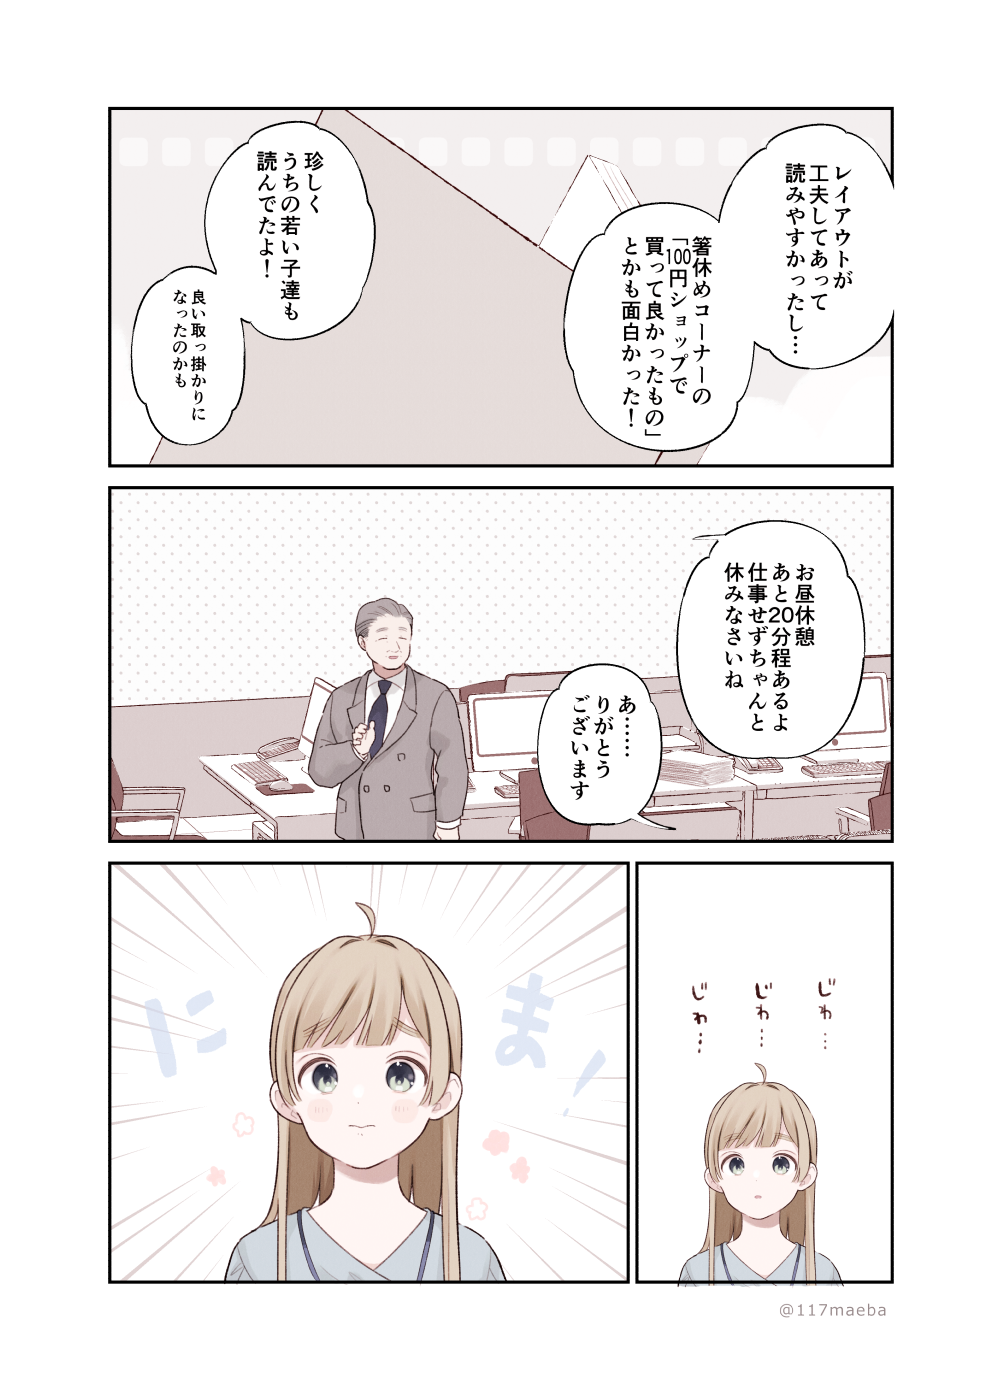 レイアウトが
工夫してあって
読みやすかったし…
箸休めコーナーの
「100円ショップで
買って良かったもの」
とかも面白かった！
珍しく
うちの若い子達も
読んでたよ！
良い取っ掛かりに
なったのかも
お昼休憩
あと20分程あるよ
仕事せずちゃんと
休みなさいね
あ……
りがとう
ございます
じわ…
じわ…
じわ…
にま！
@117maeba